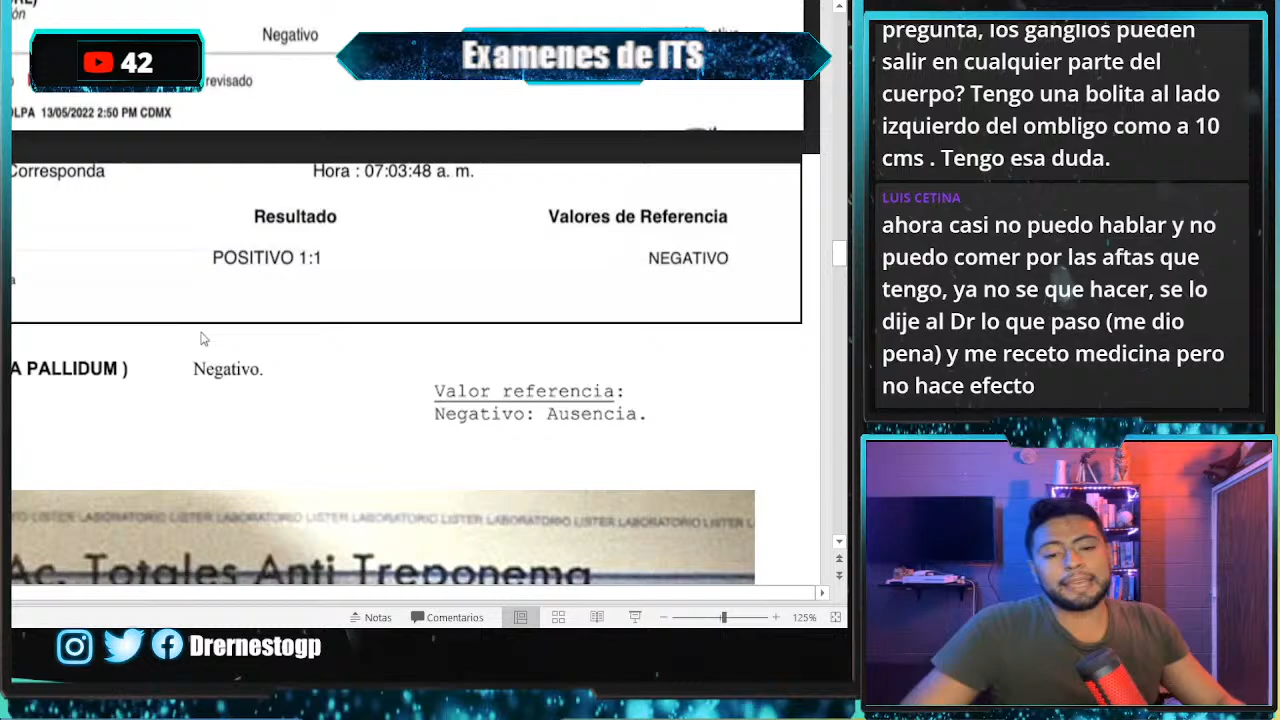 ón
Negativo
42
Examenes de ITS
revisado
OLPA 13/05/2022 2:50 PM CDMX
Corresponda
Hora : 07:03:48 a. m.
Resultado
Valores de Referencia
POSITIVO 1:1
NEGATIVO
a
A PALLIDUM )
Negativo.
Valor referencia:
Negativo: Ausencia.
LISTER LABORATORIO LISTER LABORATORIO LISTER LABORATORIO LISTER LABORATORIO LISTER LABORATORIO LISTER L
Ac. Totales Anti Treponema
Notas
Comentarios
125%
Drernestogp
pregunta, los ganglios pueden
salir en cualquier parte del
cuerpo? Tengo una bolita al lado
izquierdo del ombligo como a 10
cms . Tengo esa duda.
LUIS CETINA
ahora casi no puedo hablar y no
puedo comer por las aftas que
tengo, ya no se que hacer, se lo
dije al Dr lo que paso (me dio
pena) y me receto medicina pero
no hace efecto